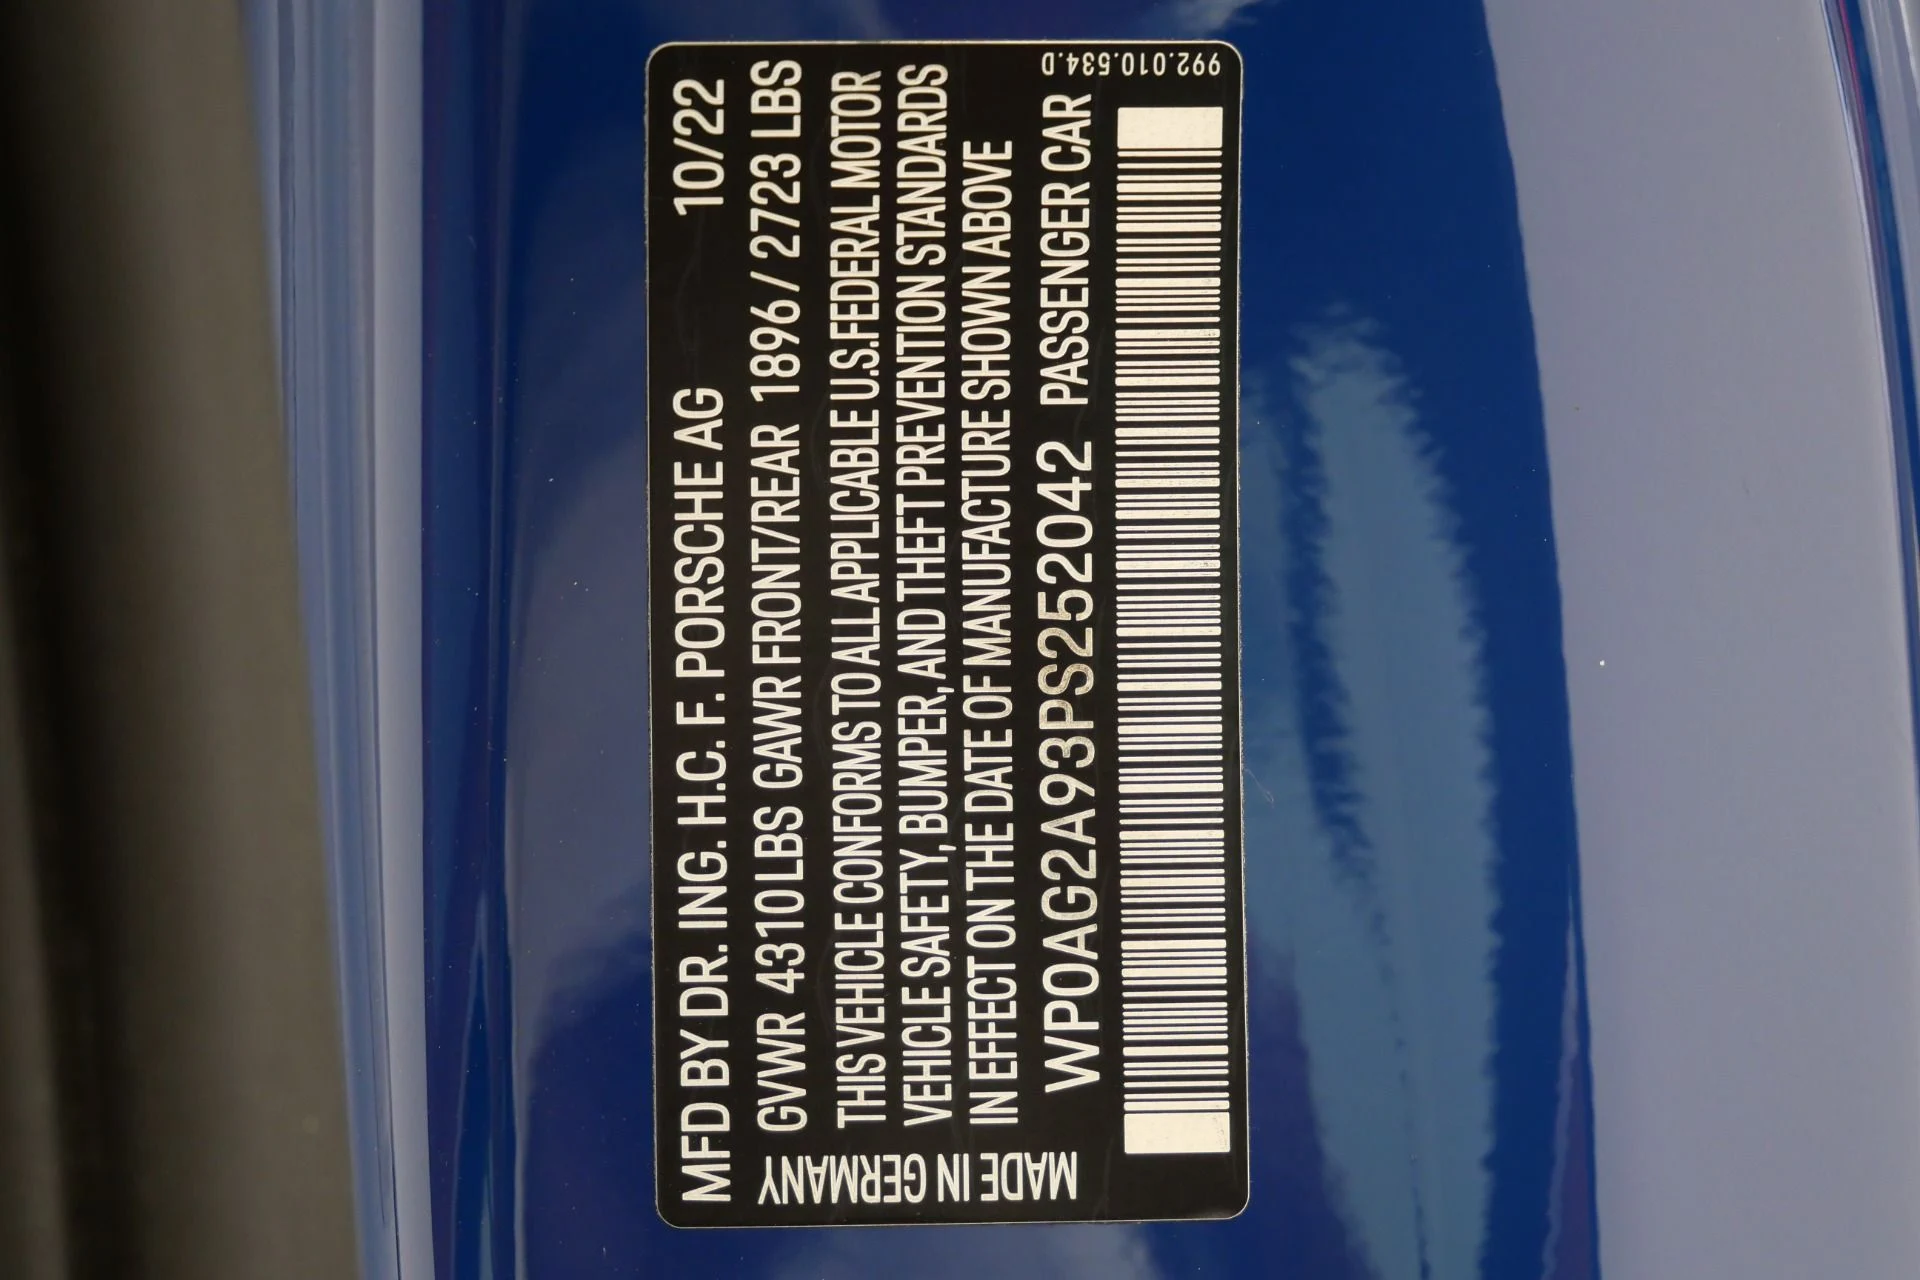 MFD BY DR. ING. H.C. F. PORSCHE AG 10/22
GVWR 4310LBS GAWR FRONT/REAR 1896 / 2723 LBS
THIS VEHICLE CONFORMS TO ALL APPLICABLE U.S.FEDERAL MOTOR
VEHICLE SAFETY, BUMPER, AND THEFT PREVENTION STANDARDS
IN EFFECT ON THE DATE OF MANUFACTURE SHOWN ABOVE
WP0AG2A93PS252042 PASSENGER CAR
MADE IN GERMANY
992.010.534.D